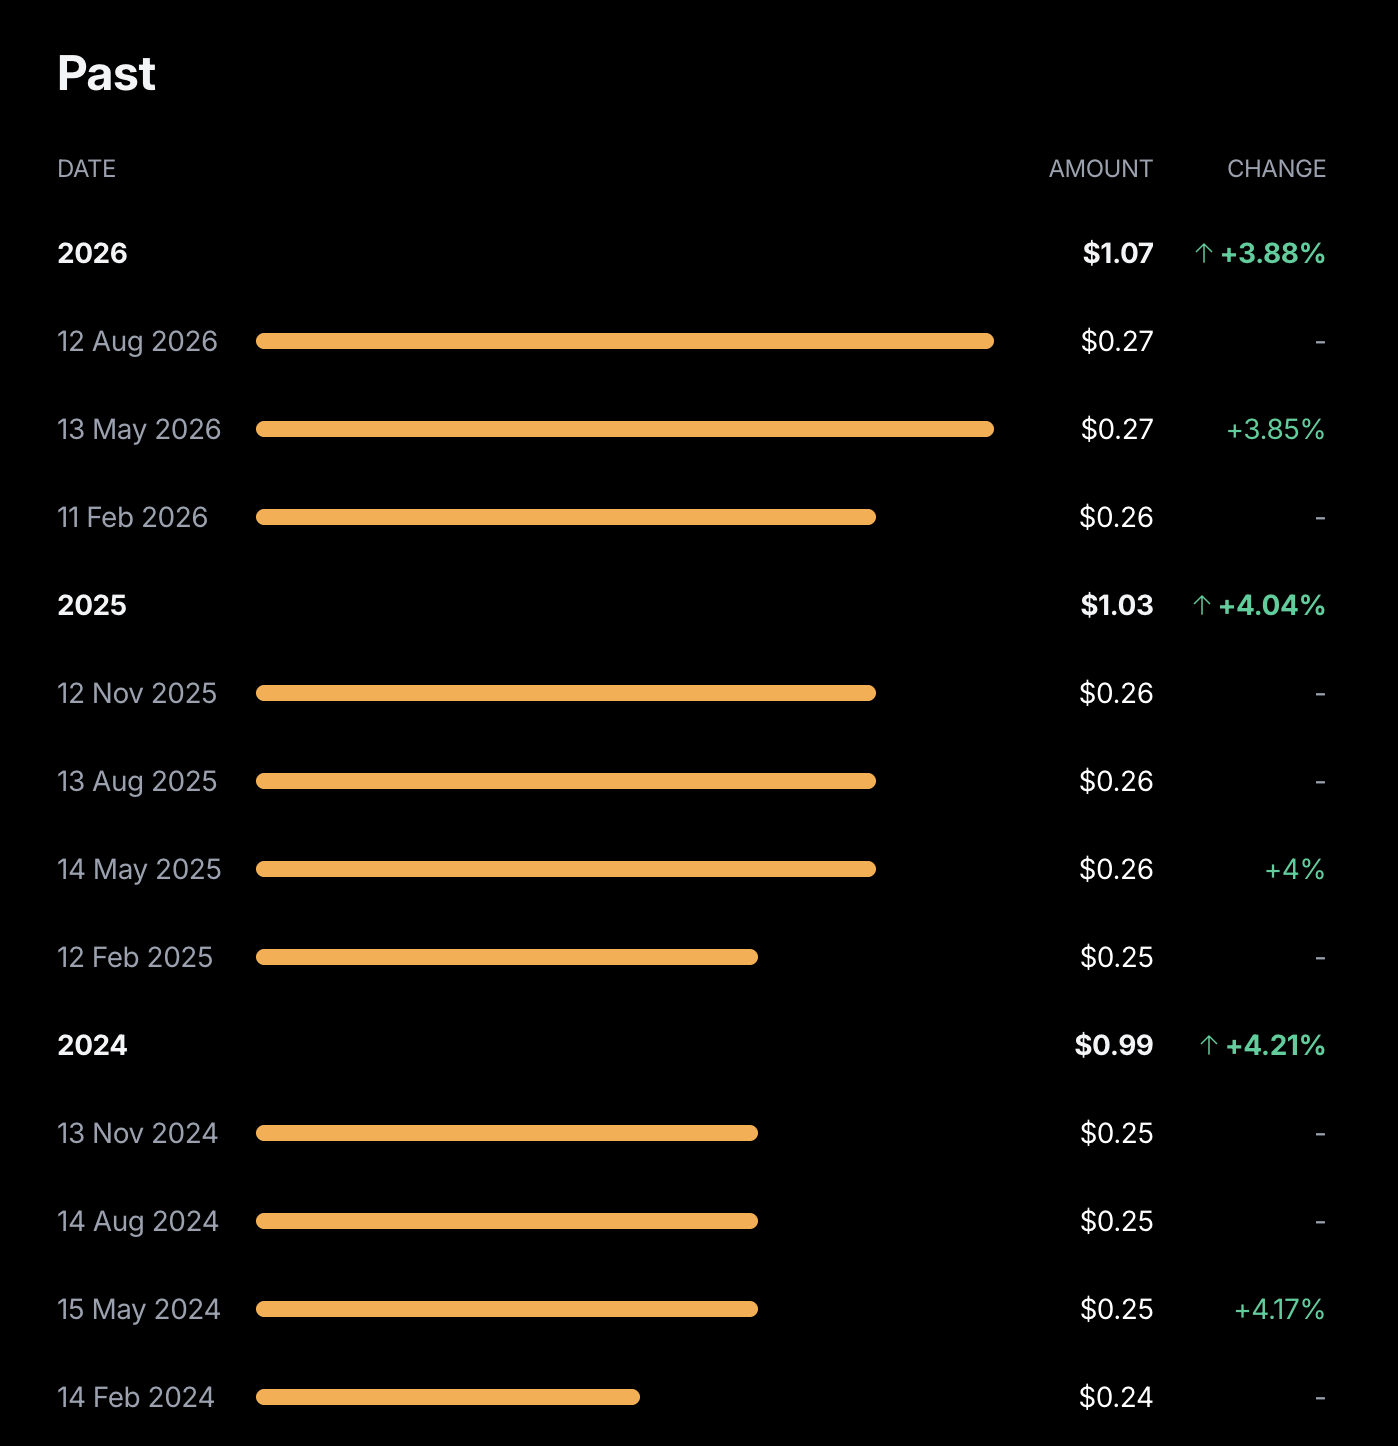 Past
DATE AMOUNT CHANGE
2026 $1.07 ↑ +3.88%
12 Aug 2026 $0.27 -
13 May 2026 $0.27 +3.85%
11 Feb 2026 $0.26 -
2025 $1.03 ↑ +4.04%
12 Nov 2025 $0.26 -
13 Aug 2025 $0.26 -
14 May 2025 $0.26 +4%
12 Feb 2025 $0.25 -
2024 $0.99 ↑ +4.21%
13 Nov 2024 $0.25 -
14 Aug 2024 $0.25 -
15 May 2024 $0.25 +4.17%
14 Feb 2024 $0.24 -